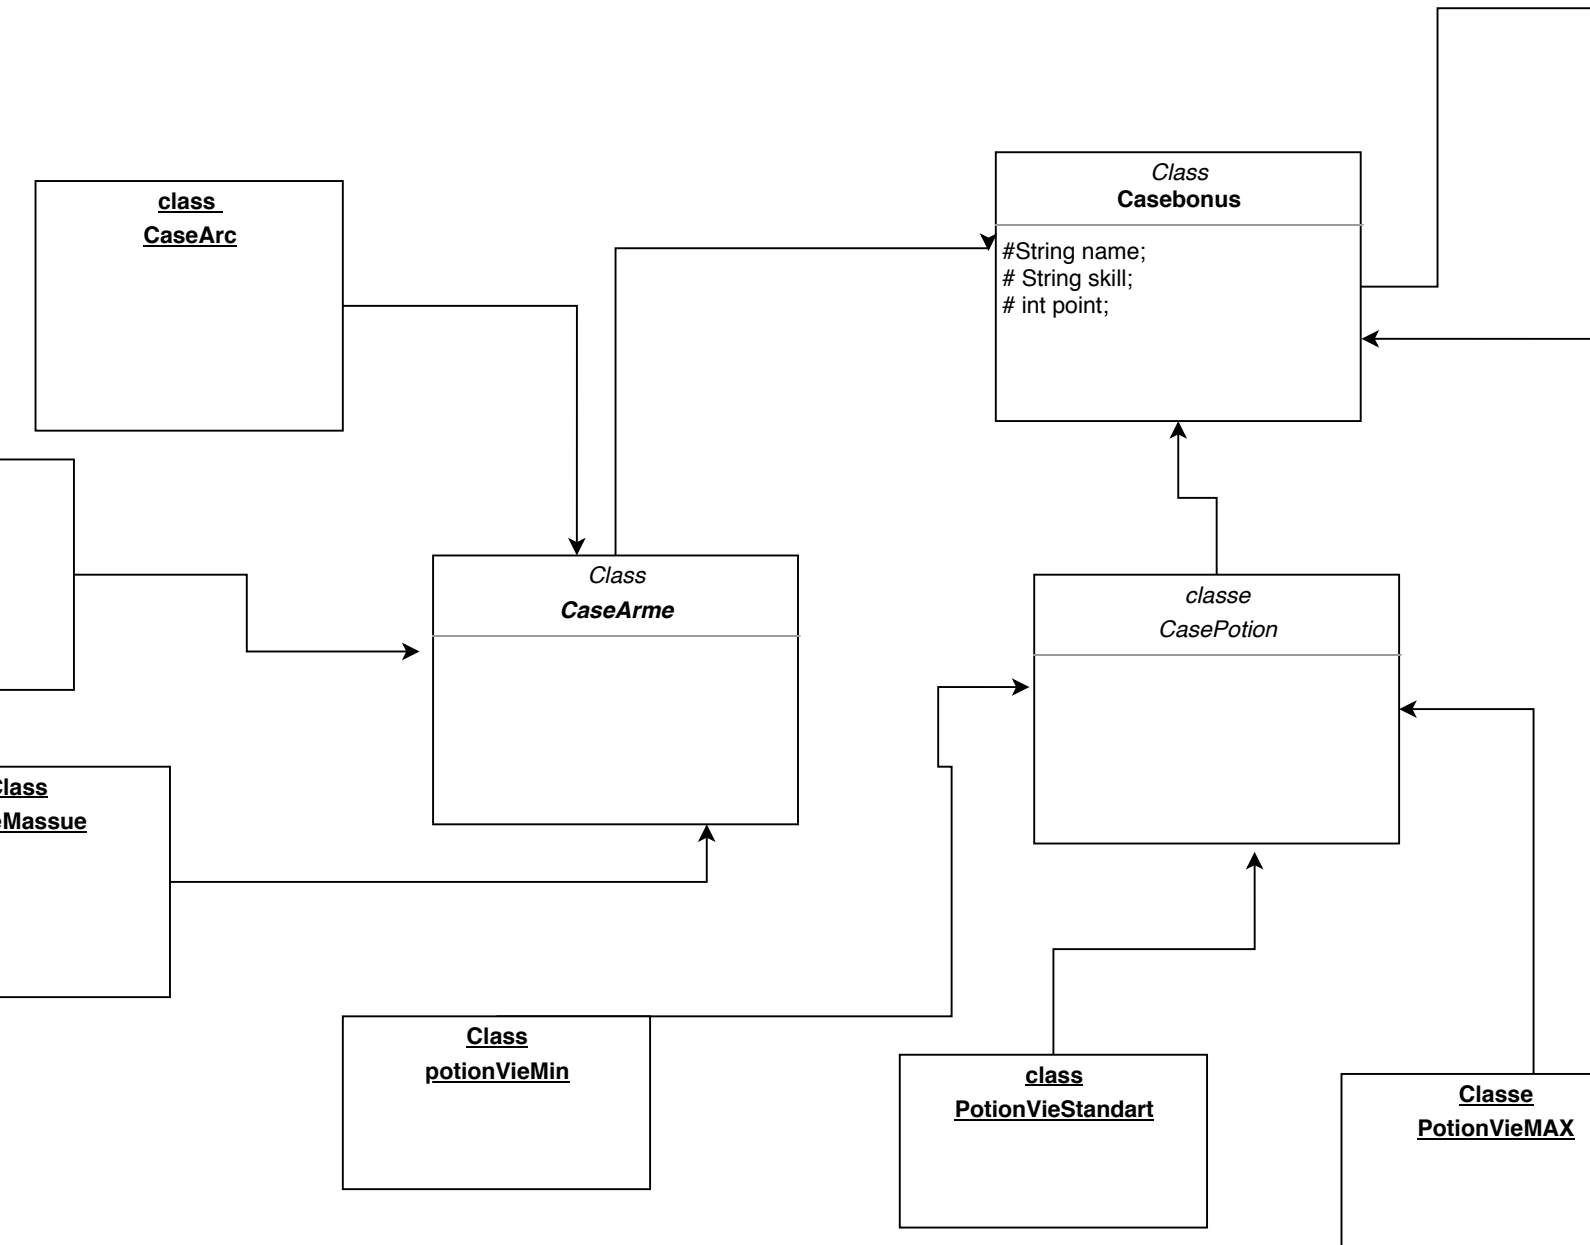 Class
Casebonus
#String name;
# String skill;
# int point;
class
CaseArc
Class
CaseArme
classe
CasePotion
Class
potionVieMin
class
PotionVieStandart
Classe
PotionVieMAX